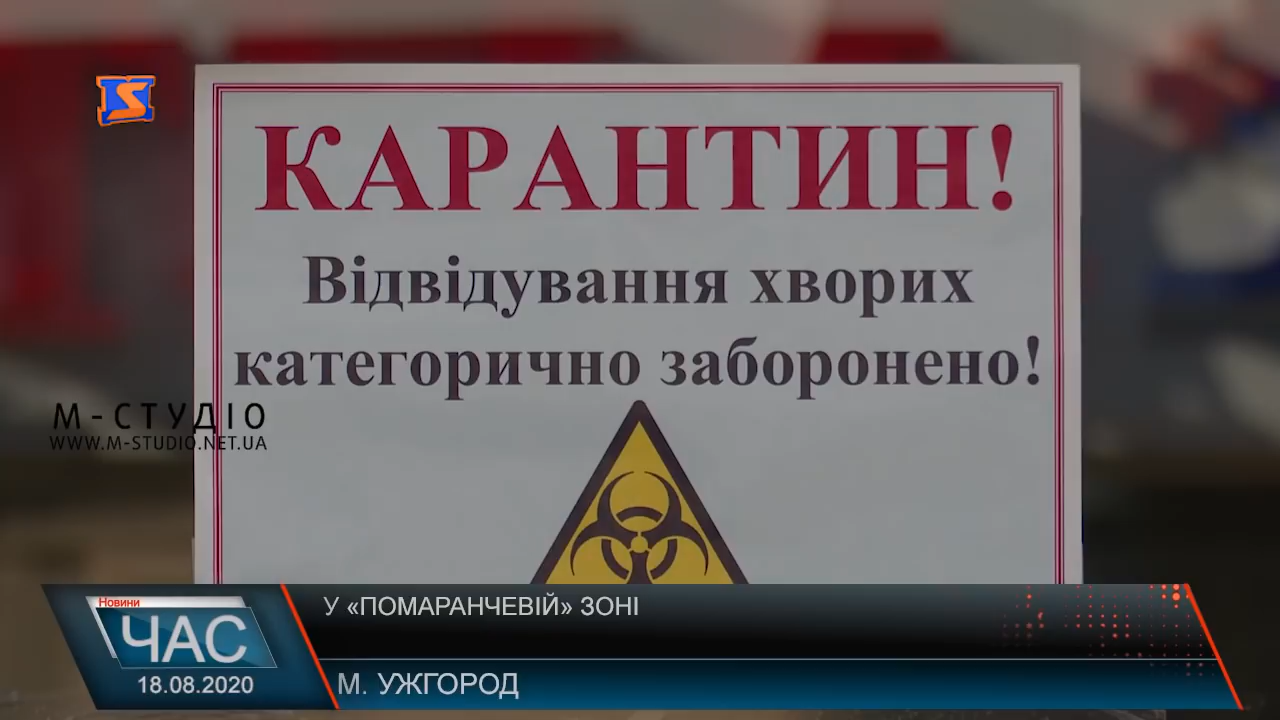 КАРАНТИН!
Відвідування хворих
категорично заборонено!
М-СТУДІО
WWW.M-STUDIO.NET.UA
Новини
ЧАС
18.08.2020
У «ПОМАРАНЧЕВІЙ» ЗОНІ
М. УЖГОРОД